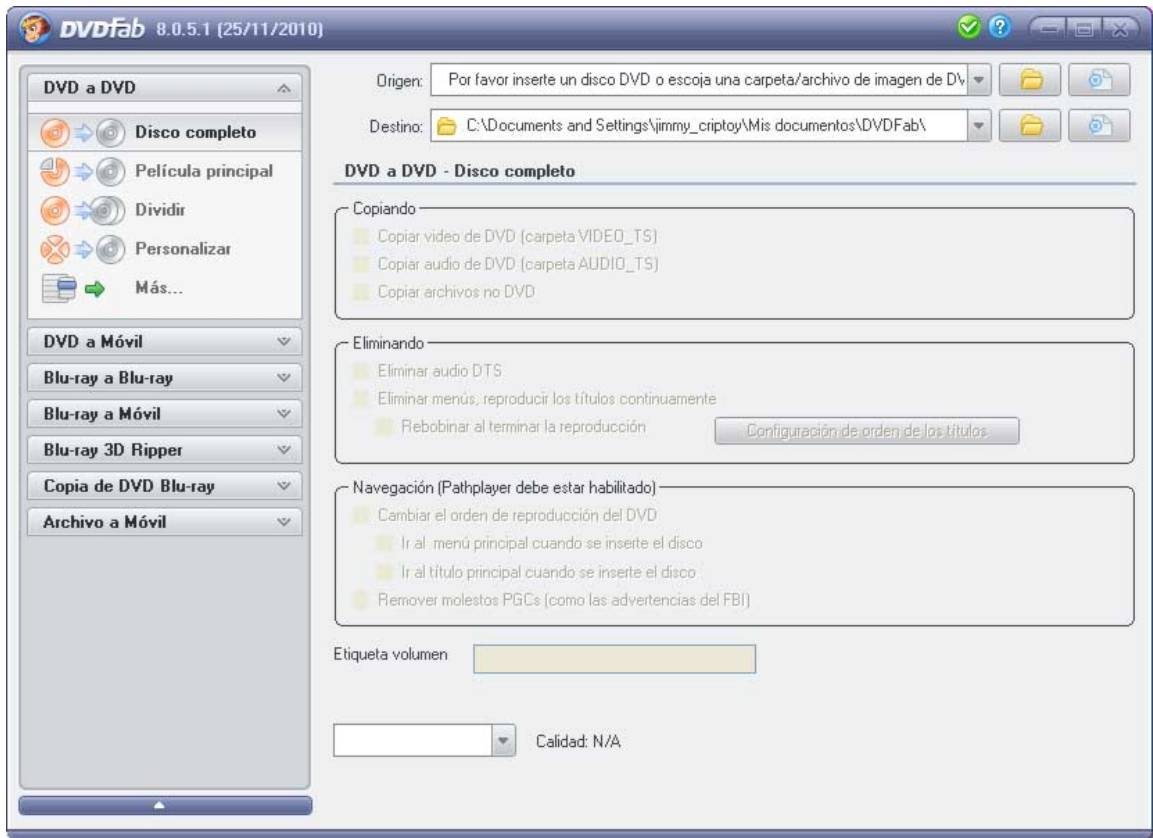 DVDFab 8.0.5.1 (25/11/2010)
DVD a DVD
Disco completo
Película principal
Dividir
Personalizar
Más...
DVD a Móvil
Blu-ray a Blu-ray
Blu-ray a Móvil
Blu-ray 3D Ripper
Copia de DVD Blu-ray
Archivo a Móvil
Origen: Por favor inserte un disco DVD o escoja una carpeta/archivo de imagen de
Destino: C:\Documents and Settings\jimmy_criptoy\Mis documentos\DVDFab\
DVD a DVD - Disco completo
Copiando
Copiar video de DVD (carpeta VIDEO_TS)
Copiar audio de DVD (carpeta AUDIO_TS)
Copiar archivos no DVD
Eliminando
Eliminar audio DTS
Eliminar menús, reproducir los títulos continuamente
Rebobinar al terminar la reproducción Configuración de orden de los títulos
Navegación (Pathplayer debe estar habilitado)
Cambiar el orden de reproducción del DVD
Ir al menú principal cuando se inserte el disco
Ir al título principal cuando se inserte el disco
Remover molestos PGCs (como las advertencias del FBI)
Etiqueta volumen
Calidad: N/A